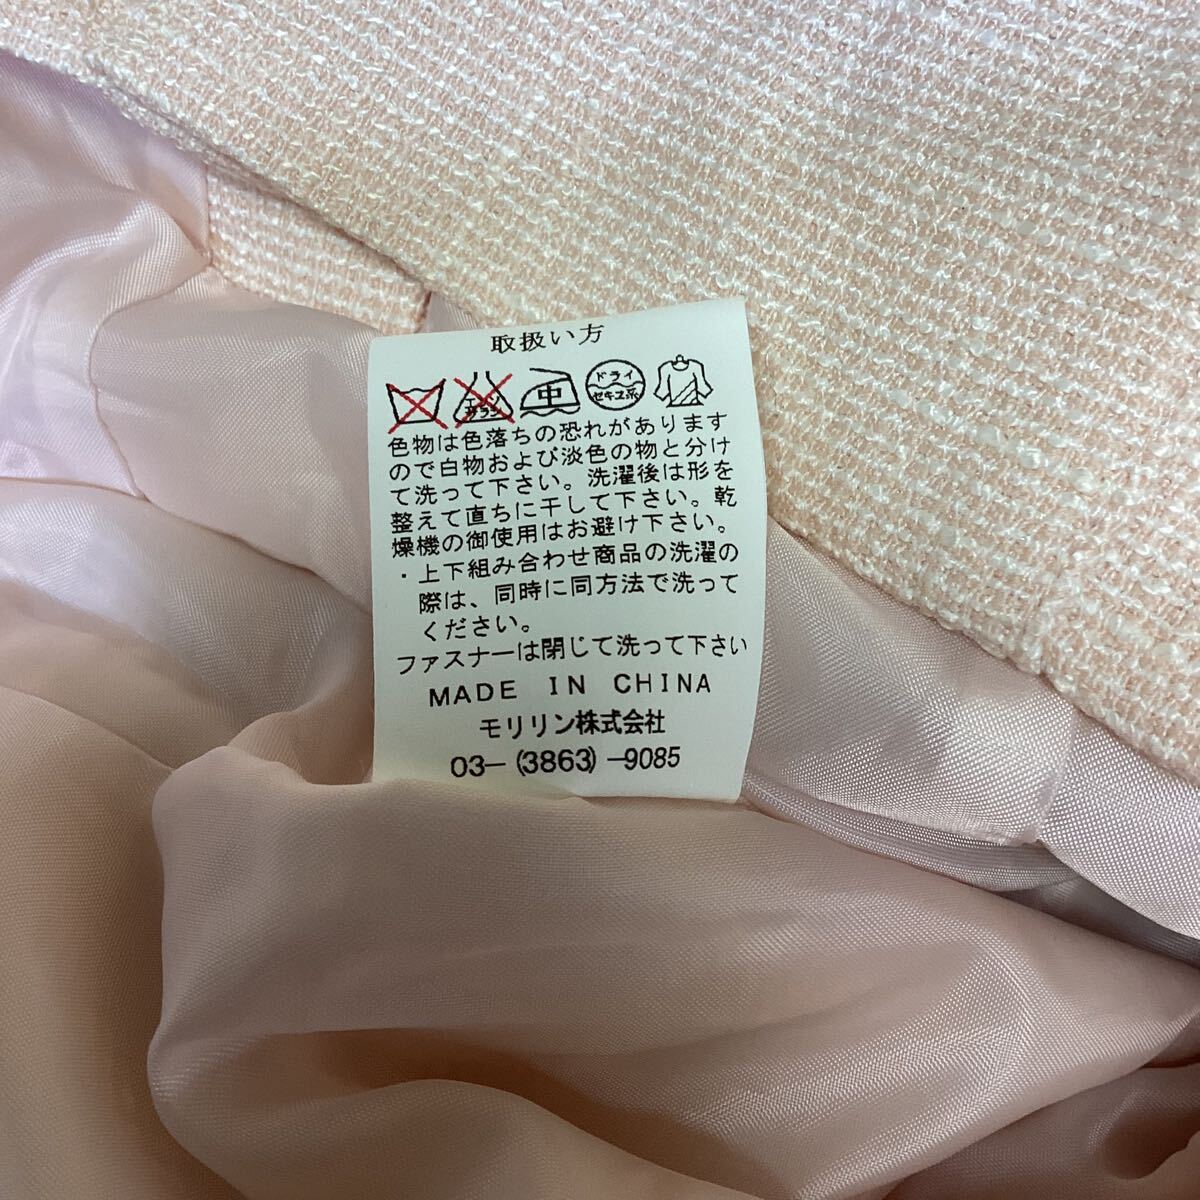 取扱い方
エンソ サラシ 中 ドライ セキユ系
色物は色落ちの恐れがあります
ので白物および淡色の物と分け
て洗って下さい。洗濯後は形を
整えて直ちに干して下さい。乾
燥機の御使用はお避け下さい。
・上下組み合わせ商品の洗濯の
際は、同時に同方法で洗って
ください。
ファスナーは閉じて洗って下さい
MADE IN CHINA
モリリン株式会社
03-(3863)-9085